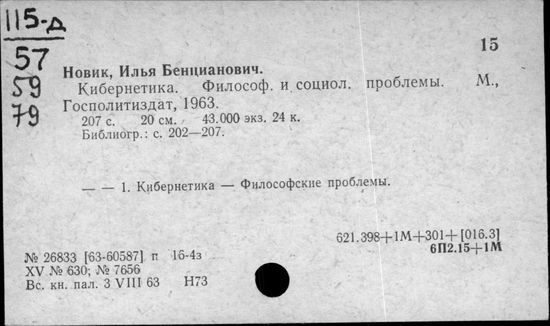 115-д
57
59
79
15
Новик, Илья Бенцианович.
Кибернетика. Философ. и социол. проблемы. М.,
Госполитиздат, 1963.
207 с. 20 см. 43.000 экз. 24 к.
Библиогр.: с. 202—207.
— — 1. Кибернетика — Философские проблемы.
621.398+1М+301+[016.3]
6П2.15+1М
№ 26833 [63-60587] п 16-4з
XV № 630; № 7656
Вс. кн. пал. 3 VIII 63 Н73